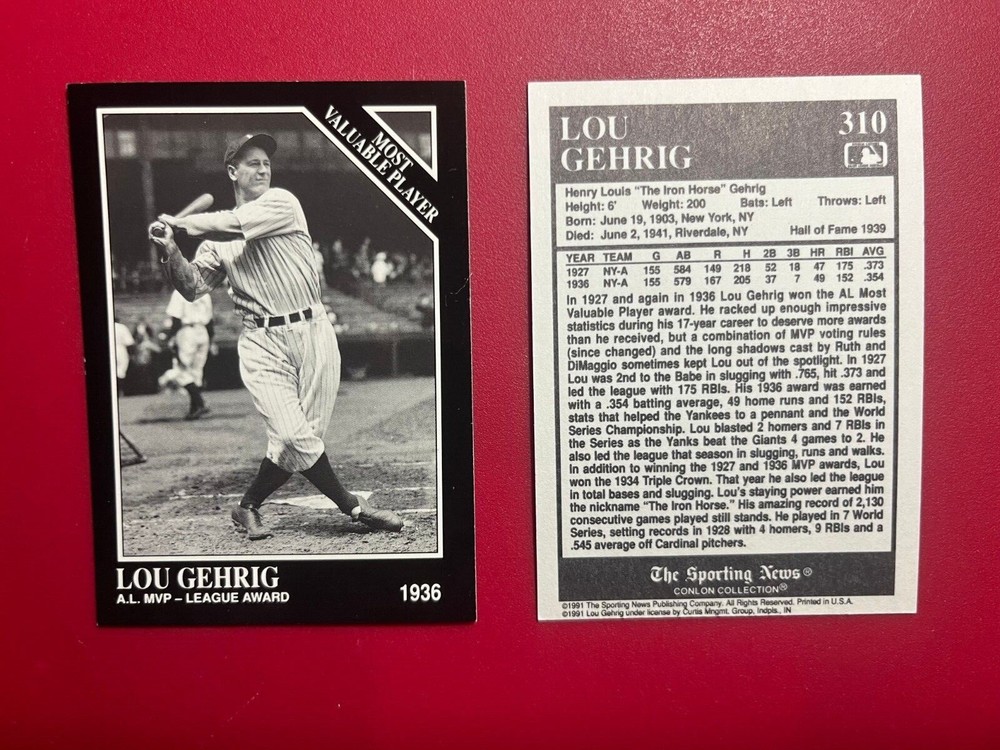 MOST
VALUABLE PLAYER
LOU GEHRIG
A.L. MVP – LEAGUE AWARD
1936
LOU
GEHRIG
310
Henry Louis "The Iron Horse" Gehrig
Height: 6' Weight: 200 Bats: Left Throws: Left
Born: June 19, 1903, New York, NY
Died: June 2, 1941, Riverdale, NY Hall of Fame 1939
YEAR TEAM G AB R H 2B 3B HR RBI AVG
1927 NY-A 155 584 149 218 52 18 47 175 .373
1936 NY-A 155 579 167 205 37 7 49 152 .354
In 1927 and again in 1936 Lou Gehrig won the AL Most
Valuable Player award. He racked up enough impressive
statistics during his 17-year career to deserve more awards
than he received, but a combination of MVP voting rules
(since changed) and the long shadows cast by Ruth and
DiMaggio sometimes kept Lou out of the spotlight. In 1927
Lou was 2nd to the Babe in slugging with .765, hit .373 and
led the league with 175 RBIs. His 1936 award was earned
with a .354 batting average, 49 home runs and 152 RBIs,
stats that helped the Yankees to a pennant and the World
Series Championship. Lou blasted 2 homers and 7 RBIs in
the Series as the Yanks beat the Giants 4 games to 2. He
also led the league that season in slugging, runs and walks.
In addition to winning the 1927 and 1936 MVP awards, Lou
won the 1934 Triple Crown. That year he also led the league
in total bases and slugging. Lou's staying power earned him
the nickname "The Iron Horse." His amazing record of 2,130
consecutive games played still stands. He played in 7 World
Series, setting records in 1928 with 4 homers, 9 RBIs and a
.545 average off Cardinal pitchers.
The Sporting News®
CONLON COLLECTION®
©1991 The Sporting News Publishing Company. All Rights Reserved. Printed in U.S.A.
©1991 Lou Gehrig under license by Curtis Mngmt. Group, Indpls., IN